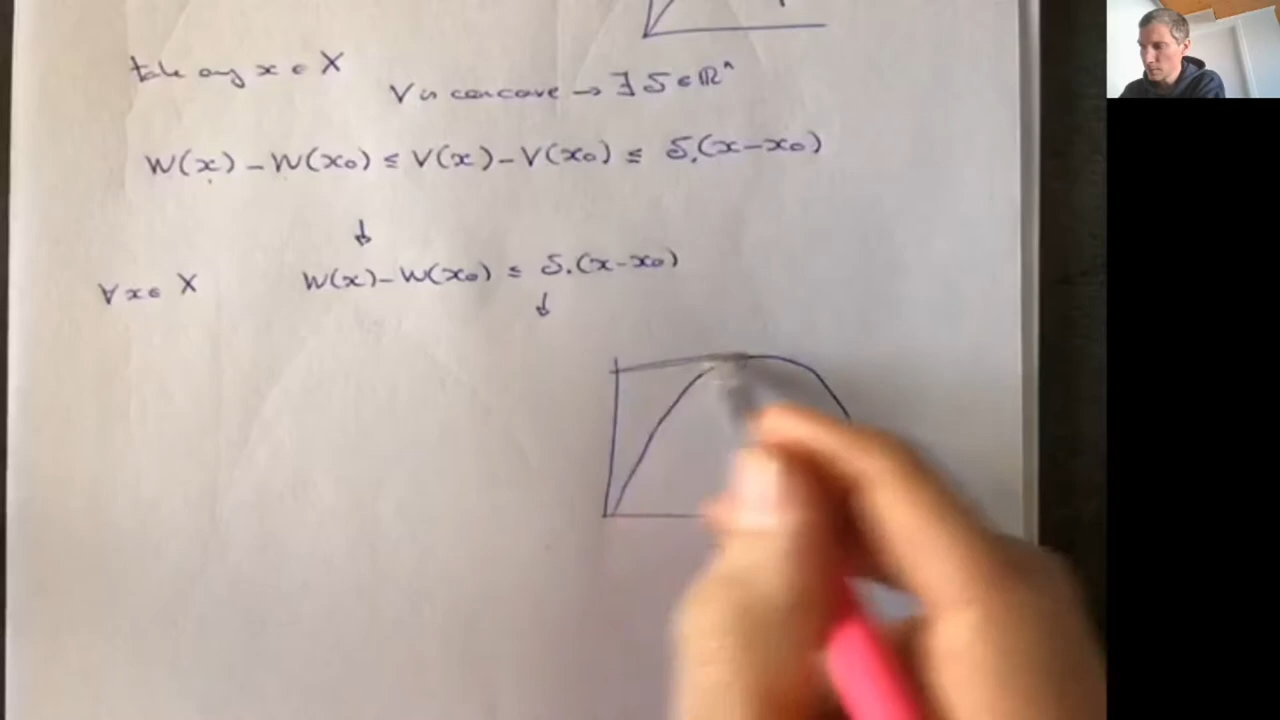 take any x ∈ X
V is concave → ∃ δ ∈ ℝⁿ
W(x) - W(x₀) ≤ V(x) - V(x₀) ≤ δ.(x-x₀)
↓
∀x∈ X W(x) - W(x₀) ≤ δ.(x-x₀)
↓